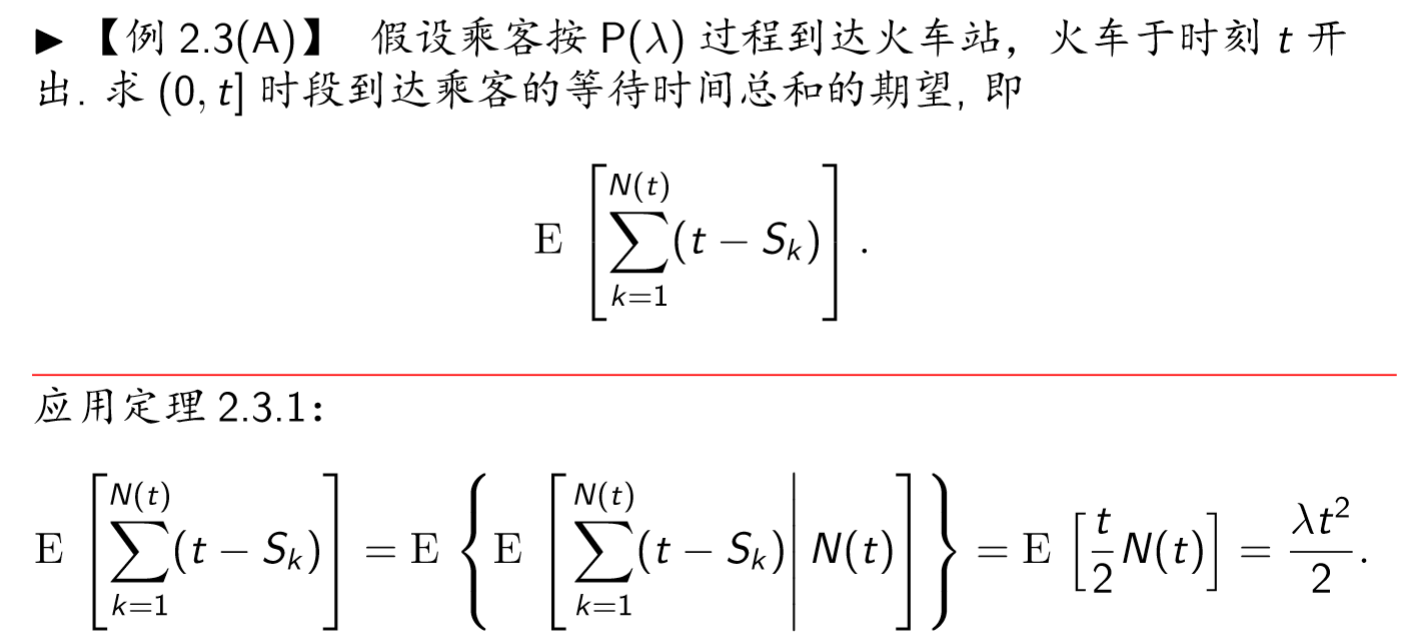 ▶ 【例 2.3(A)】 假设乘客按 P(λ) 过程到达火车站，火车于时刻 t 开
出. 求 (0, t] 时段到达乘客的等待时间总和的期望, 即
E [ ∑_{k=1}^{N(t)} (t − S_k) ] .
应用定理 2.3.1:
E [ ∑_{k=1}^{N(t)} (t − S_k) ] = E { E [ ∑_{k=1}^{N(t)} (t − S_k) | N(t) ] } = E [ t/2 N(t) ] = λt²/2 .